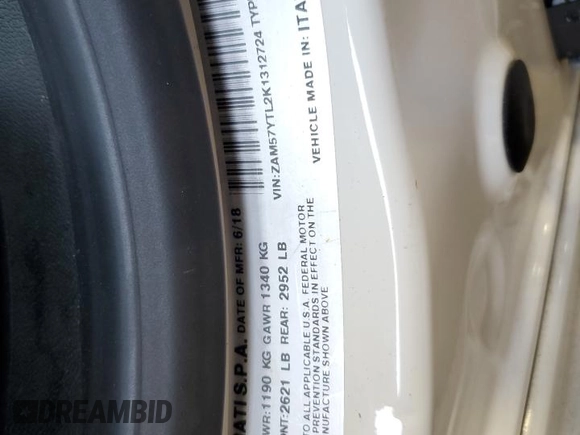 RATI S.P.A. DATE OF MFR: 6/18
WR:1190 KG GAWR 1340 KG
NT:2621 LB REAR: 2952 LB
TO ALL APPLICABLE U.S.A. FEDERAL MOTOR
PREVENTION STANDARDS IN EFFECT ON THE
NUFACTURE SHOWN ABOVE
VIN:ZAM57YTL2K1312724 TYP
VEHICLE MADE IN: ITA
DREAMBID